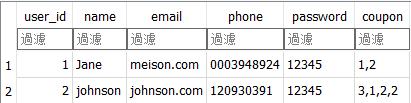 user_id name email phone password coupon
過濾 過濾 過濾 過濾 過濾 過濾
1 1 Jane meison.com 0003948924 12345 1,2
2 2 johnson johnson.com 120930391 12345 3,1,2,2